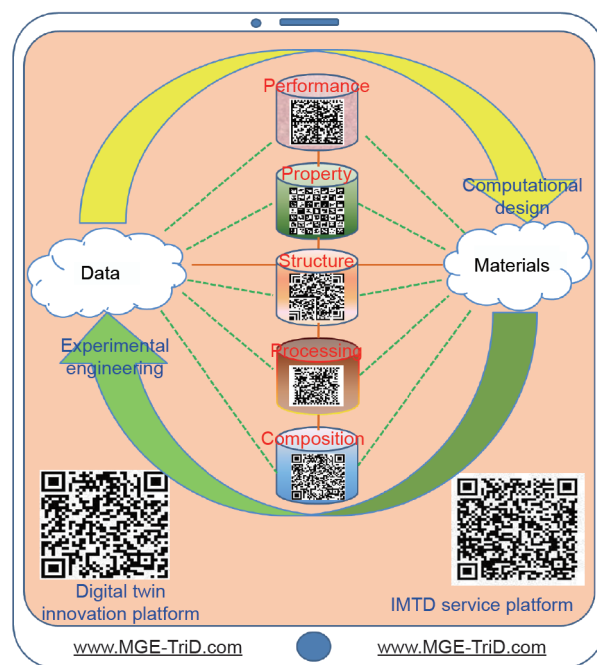 Performance
Property
Computational
design
Data
Structure
Materials
Experimental
engineering
Processing
Composition
Digital twin
innovation platform
IMTD service platform
www.MGE-TriD.com
www.MGE-TriD.com